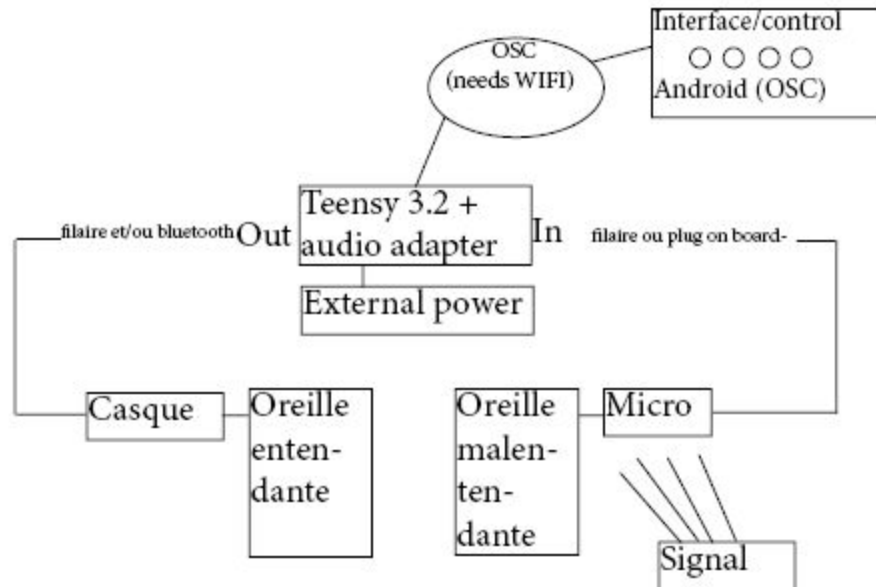 Interface/control
Android (OSC)
OSC
(needs WIFI)
Teensy 3.2 +
audio adapter
filaire et/ou bluetooth
Out
In
filaire ou plug on board-
External power
Casque
Oreille
enten-
dante
Oreille
malen-
ten-
dante
Micro
Signal